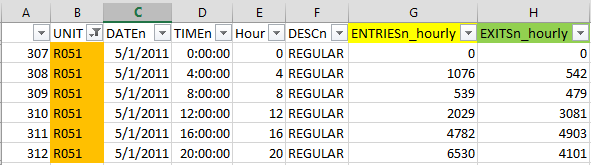 A B C D E F G H
UNIT DATEn TIMEn Hour DESCn ENTRIESn_hourly EXITSn_hourly
307 R051 5/1/2011 0:00:00 0 REGULAR 0 0
308 R051 5/1/2011 4:00:00 4 REGULAR 1076 542
309 R051 5/1/2011 8:00:00 8 REGULAR 539 479
310 R051 5/1/2011 12:00:00 12 REGULAR 2029 3081
311 R051 5/1/2011 16:00:00 16 REGULAR 4782 4903
312 R051 5/1/2011 20:00:00 20 REGULAR 6530 4101